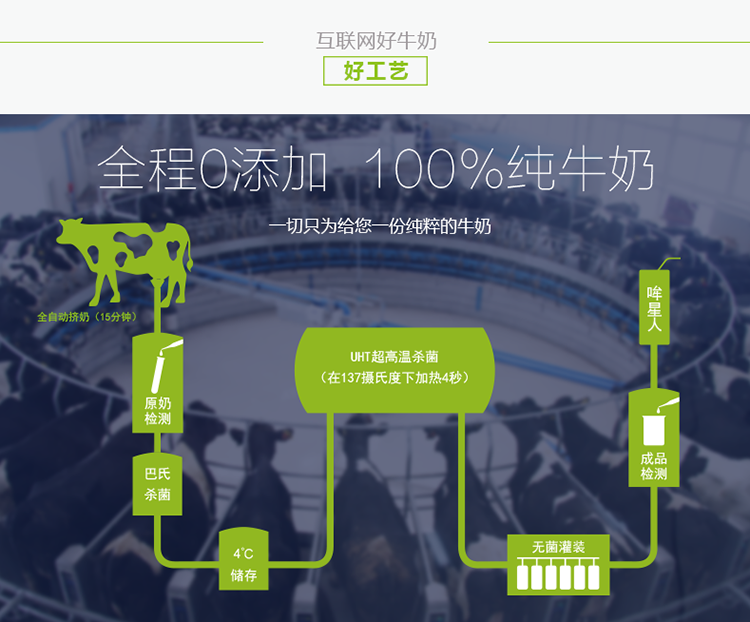 互联网好牛奶
好工艺
全程0添加 100%纯牛奶
一切只为给您一份纯粹的牛奶
全自动挤奶（15分钟）
原奶
检测
巴氏
杀菌
4℃
储存
UHT超高温杀菌
（在137摄氏度下加热4秒）
无菌灌装
成品
检测
哞星人